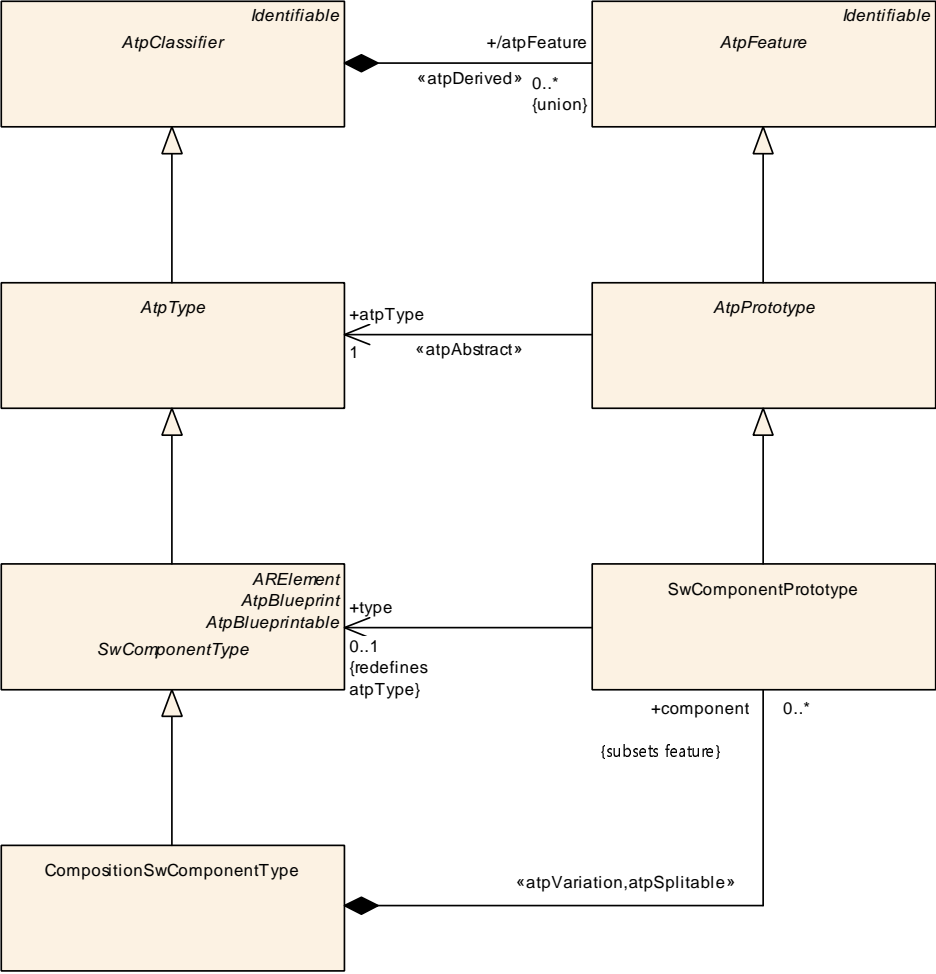 Identifiable
AtpClassifier
Identifiable
AtpFeature
+/atpFeature
«atpDerived»
0..*
{union}
AtpType
AtpPrototype
+atpType
1
«atpAbstract»
ARElement
AtpBlueprint
AtpBlueprintable
SwComponentType
SwComponentPrototype
+type
0..1
{redefines
atpType}
+component
0..*
{subsets feature}
CompositionSwComponentType
«atpVariation,atpSplitable»